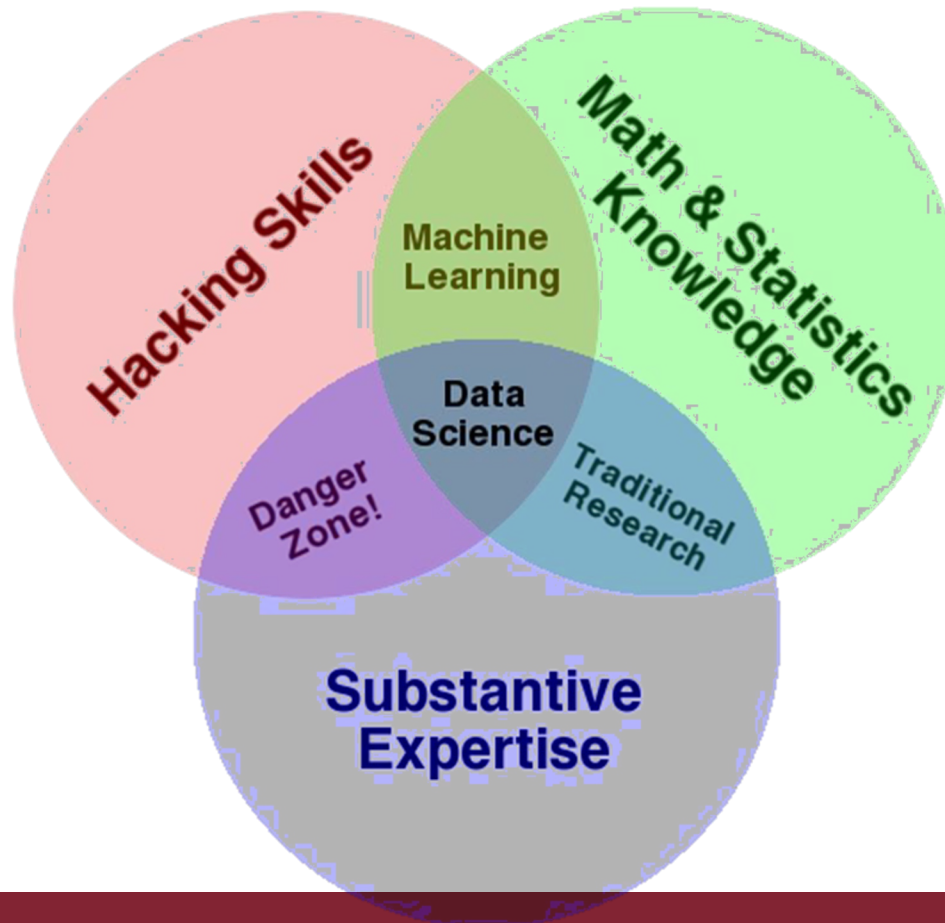 Hacking Skills
Math & Statistics
Knowledge
Machine
Learning
Data
Science
Danger
Zone!
Traditional
Research
Substantive
Expertise